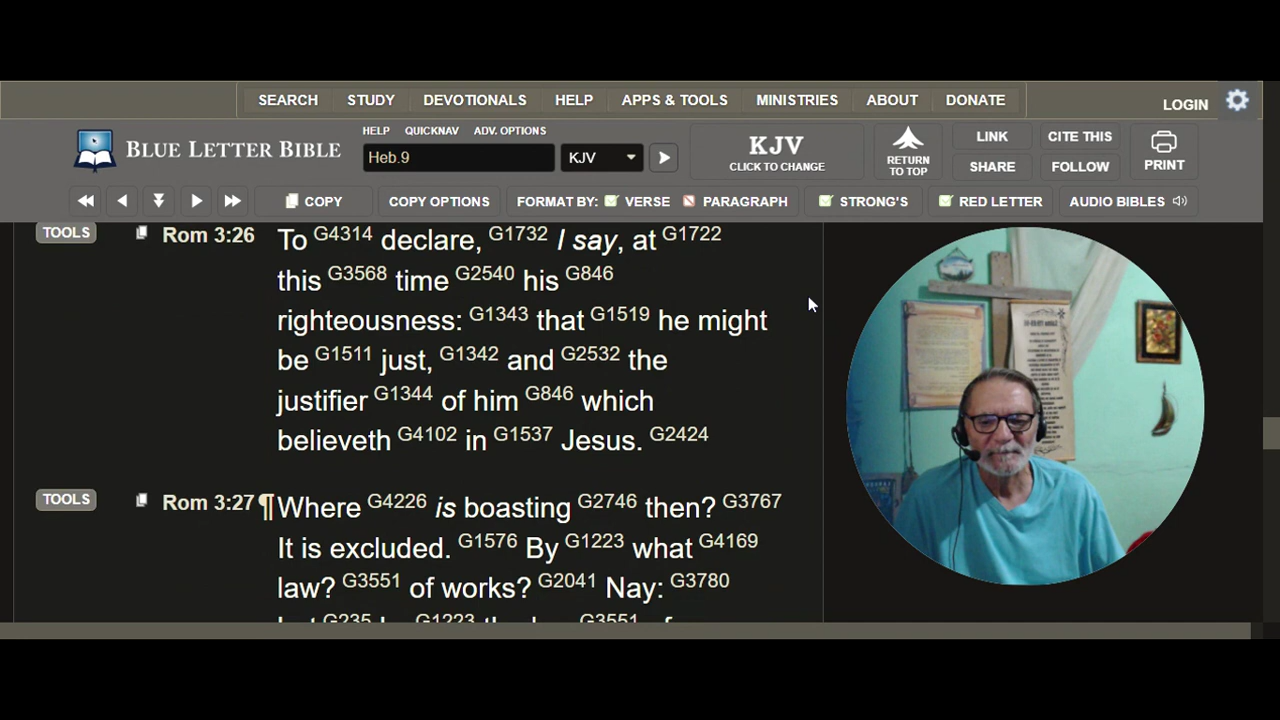 SEARCH STUDY DEVOTIONALS HELP APPS & TOOLS MINISTRIES ABOUT DONATE LOGIN
HELP QUICKNAV ADV. OPTIONS
BLUE LETTER BIBLE
Heb.9 KJV
KJV
CLICK TO CHANGE
RETURN
TO TOP
LINK CITE THIS
SHARE FOLLOW
PRINT
COPY COPY OPTIONS FORMAT BY: VERSE PARAGRAPH STRONG'S RED LETTER AUDIO BIBLES
TOOLS Rom 3:26 To G4314 declare, G1732 I say, at G1722
this G3568 time G2540 his G846
righteousness: G1343 that G1519 he might
be G1511 just, G1342 and G2532 the
justifier G1344 of him G846 which
believeth G4102 in G1537 Jesus. G2424
TOOLS Rom 3:27 ¶Where G4226 is boasting G2746 then? G3767
It is excluded. G1576 By G1223 what G4169
law? G3551 of works? G2041 Nay: G3780
G235 G1223 G3551